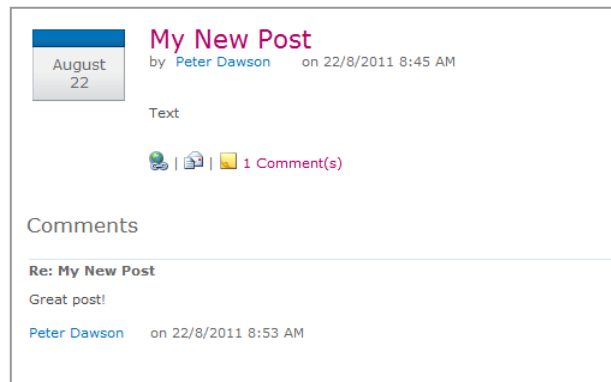 My New Post
August
22
by Peter Dawson on 22/8/2011 8:45 AM
Text
| | 1 Comment(s)
Comments
Re: My New Post
Great post!
Peter Dawson on 22/8/2011 8:53 AM